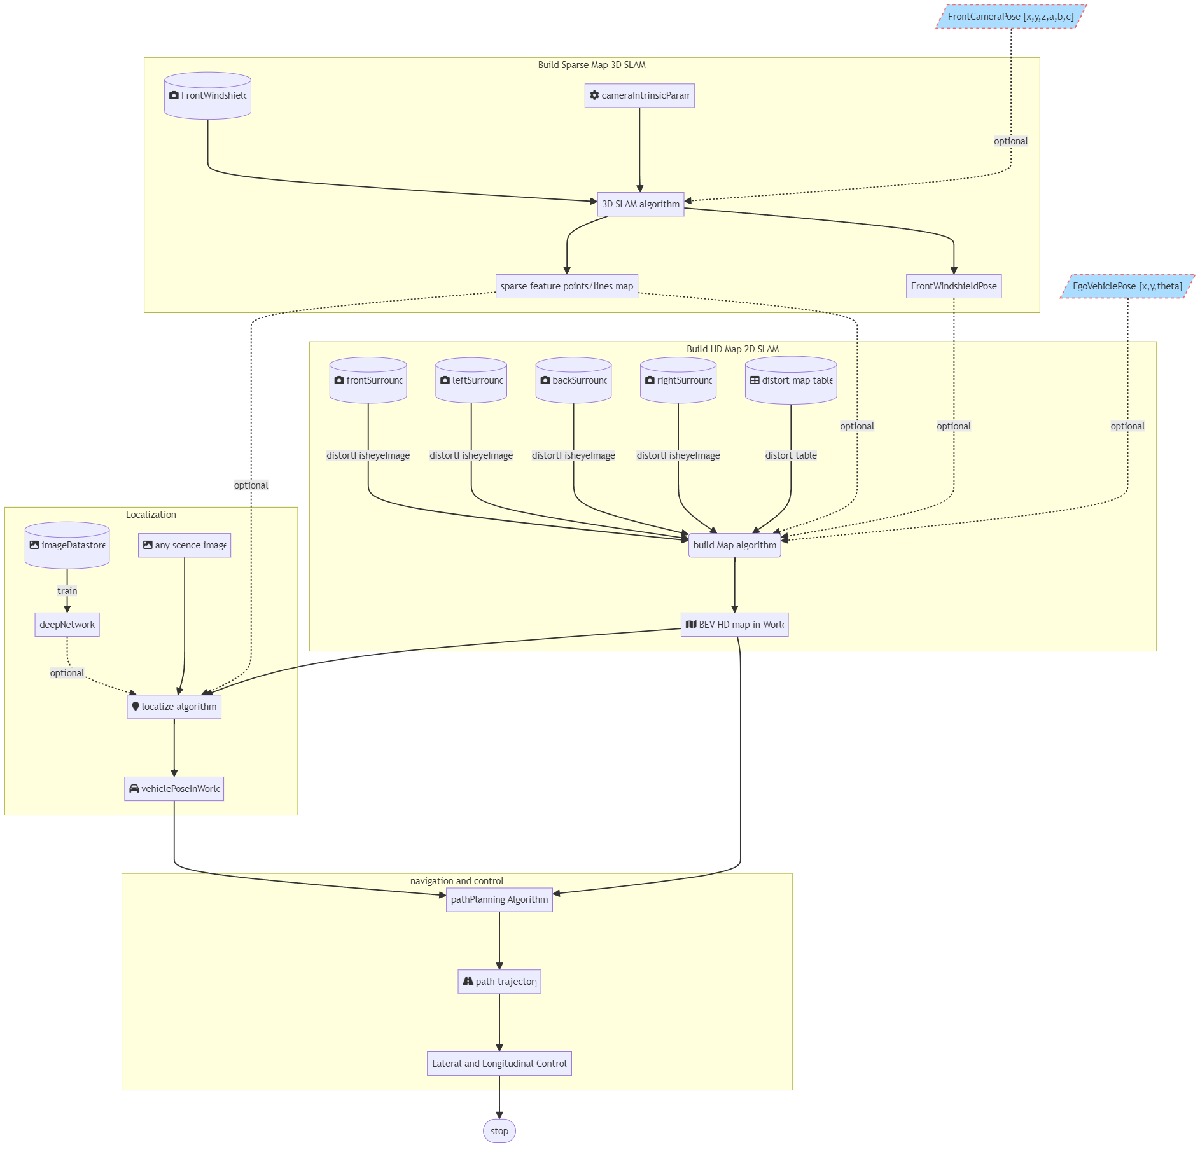 FrontCameraPose [x,y,z,a,b,c]
Build Sparse Map 3D SLAM
FrontWindshield
cameraIntrinsicParam
optional
3D SLAM algorithm
sparse feature points/lines map
FrontWindshieldPose
EgoVehiclePose [x,y,theta]
Build HD Map 2D SLAM
frontSurround
leftSurround
backSurround
rightSurround
distort map table
optional
optional
optional
distortFisheyeImage
distortFisheyeImage
distortFisheyeImage
distortFisheyeImage
distort table
optional
Localization
imageDatastore
any scence image
build Map algorithm
train
deepNetwork
BEV HD map in World
optional
localize algorithm
vehiclePoseInWorld
navigation and control
pathPlanning Algorithm
path trajectory
Lateral and Longitudinal Control
stop